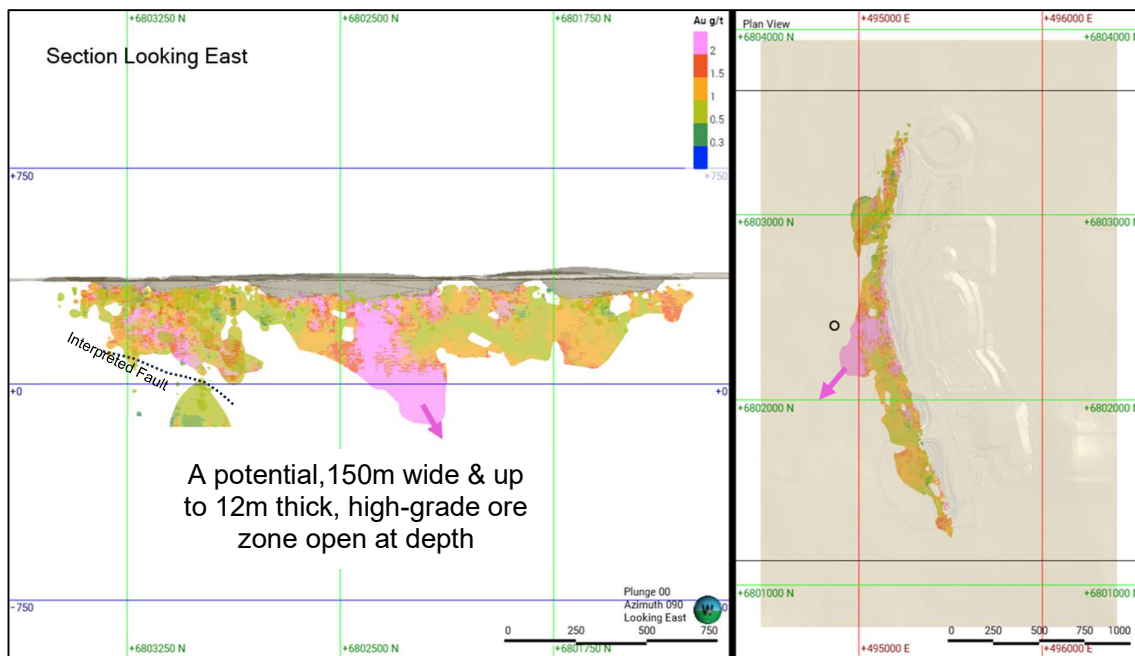 +6803250 N
+6802500 N
+6801750 N
Section Looking East
Au g/t
2
1.5
1
0.5
0.3
+750
+750
Interpreted Fault
+0
+0
A potential,150m wide & up
to 12m thick, high-grade ore
zone open at depth
-750
Plunge 00
Azimuth 090
Looking East
W
0
250
500
750
+6803250 N
+6802500 N
+6801750 N
Plan View
+495000 E
+496000 E
+6804000 N
+6804000 N
+6803000 N
+6803000 N
+6802000 N
+6802000 N
+6801000 N
+6801000 N
0
250
500
750
1000
+495000 E
+496000 E